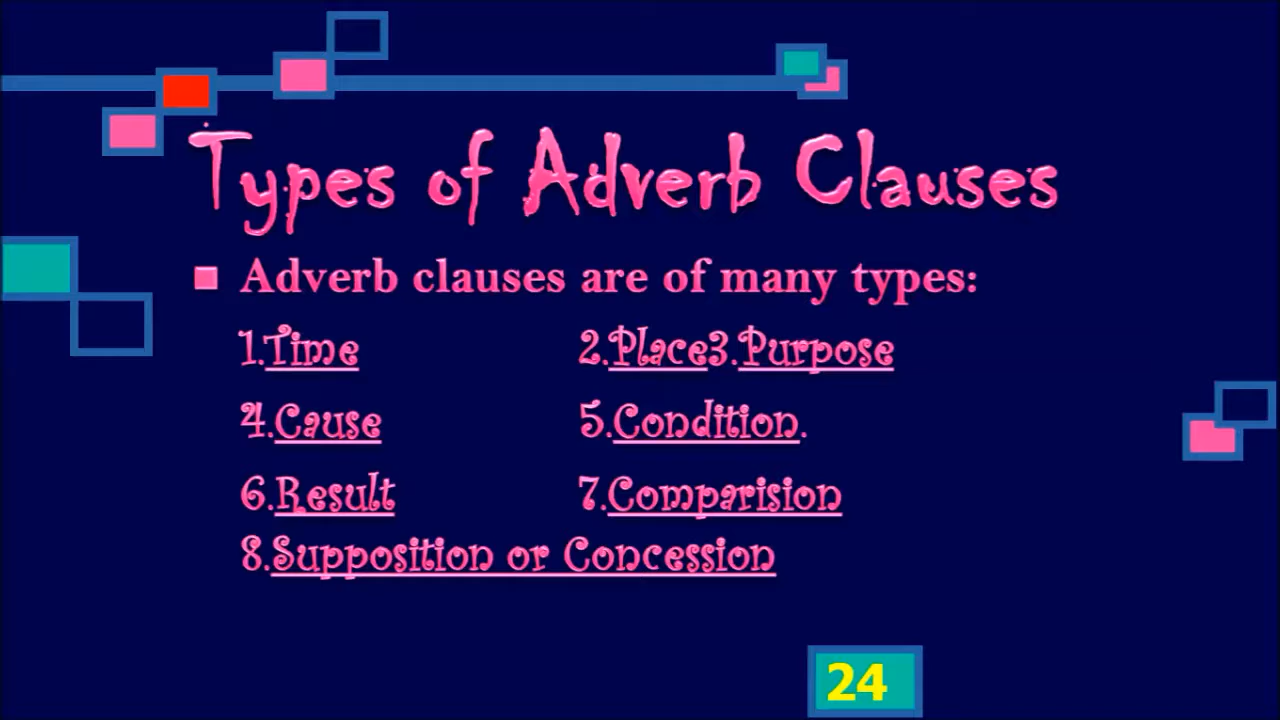 Types of Adverb Clauses
Adverb clauses are of many types:
1.Time 2.Place3.Purpose
4.Cause 5.Condition.
6.Result 7.Comparision
8.Supposition or Concession
24